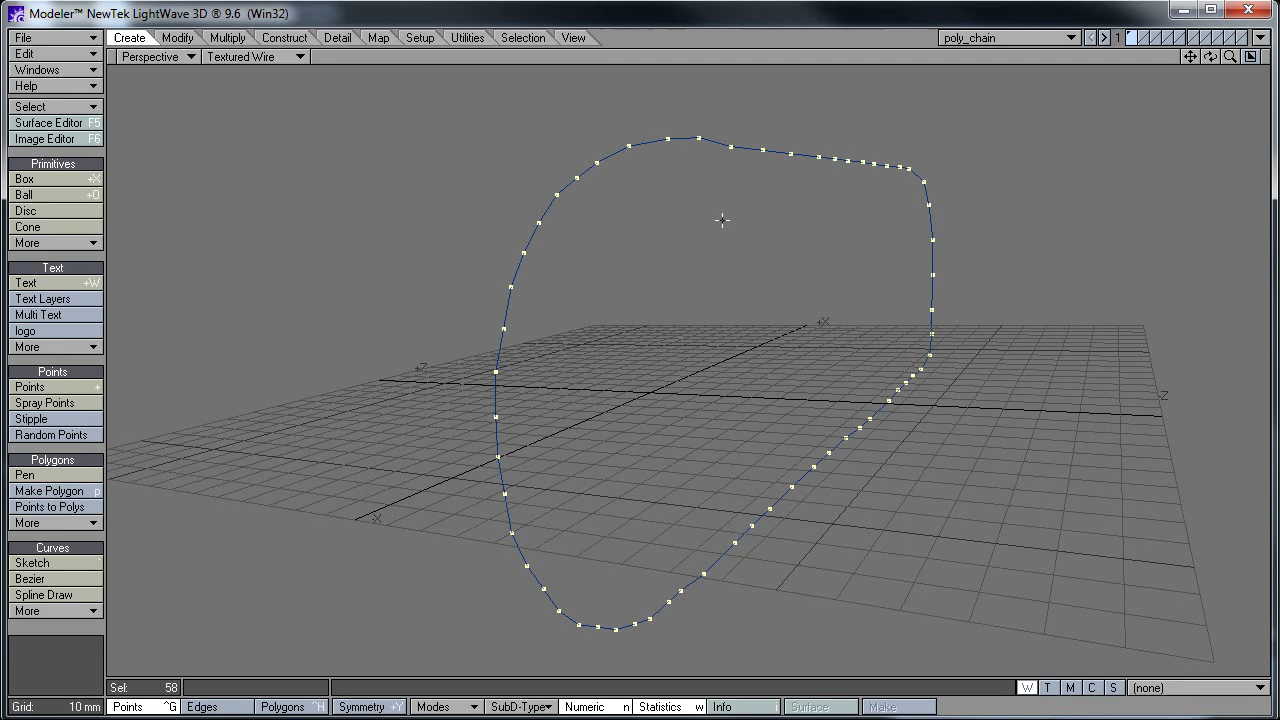 Modeler™ NewTek LightWave 3D ® 9.6 (Win32)
File
Edit
Windows
Help
Select
Surface Editor F5
Image Editor F6
Primitives
Box +X
Ball +O
Disc
Cone
More
Text
Text +W
Text Layers
Multi Text
logo
More
Points
Points +
Spray Points
Stipple
Random Points
Polygons
Pen
Make Polygon p
Points to Polys
More
Curves
Sketch
Bezier
Spline Draw
More
Create Modify Multiply Construct Detail Map Setup Utilities Selection View poly_chain < > 1
Perspective Textured Wire
+X
+Z
-Z
-X
Sel: 58 W T M C S (none)
Grid: 10 mm Points ^G Edges Polygons ^H Symmetry +Y Modes SubD-Type Numeric n Statistics w Info i Surface Make